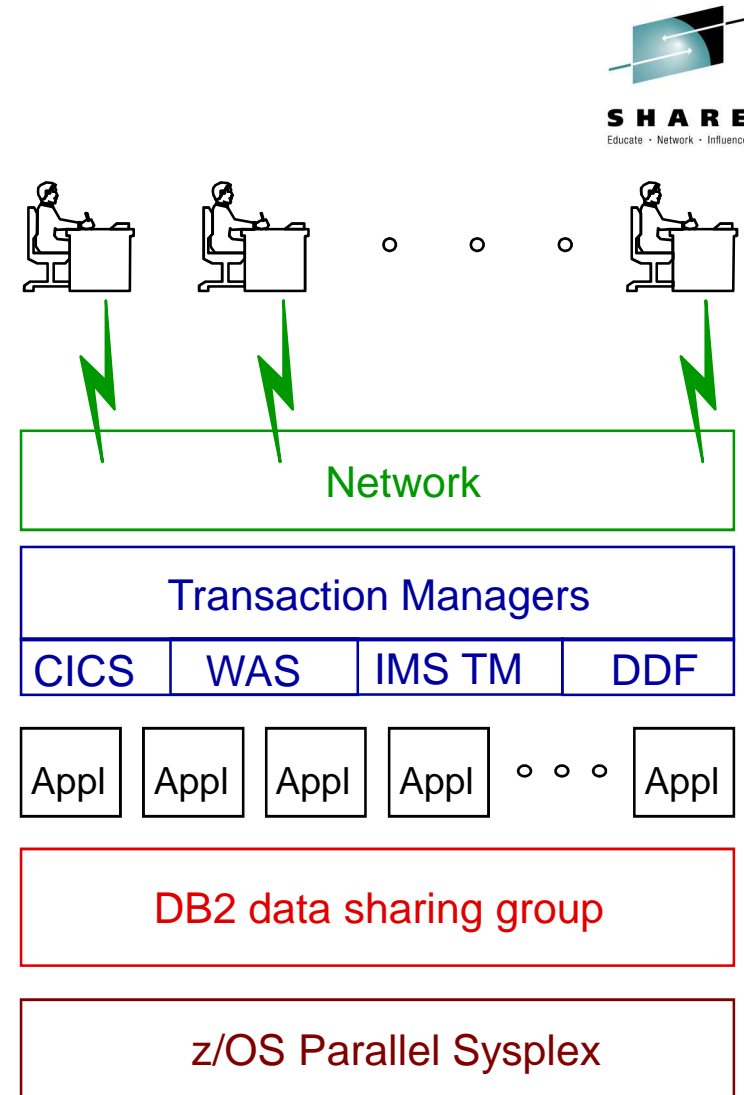 SHARE
Educate · Network · Influence
Network
Transaction Managers
CICS WAS IMS TM DDF
Appl Appl Appl Appl Appl
DB2 data sharing group
z/OS Parallel Sysplex